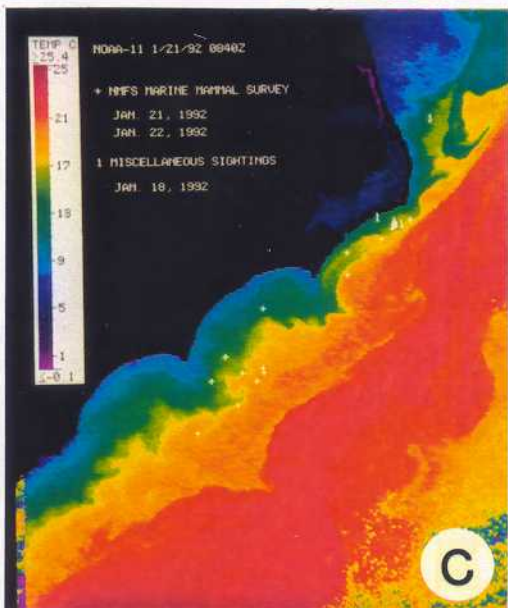 TEMP C
25.4
25
21
17
13
9
5
1
-0.1
NOAA-11 1/21/92 0840Z
+ NMFS MARINE MAMMAL SURVEY
JAN. 21, 1992
JAN. 22, 1992
1 MISCELLANEOUS SIGHTINGS
JAN. 18, 1992
C